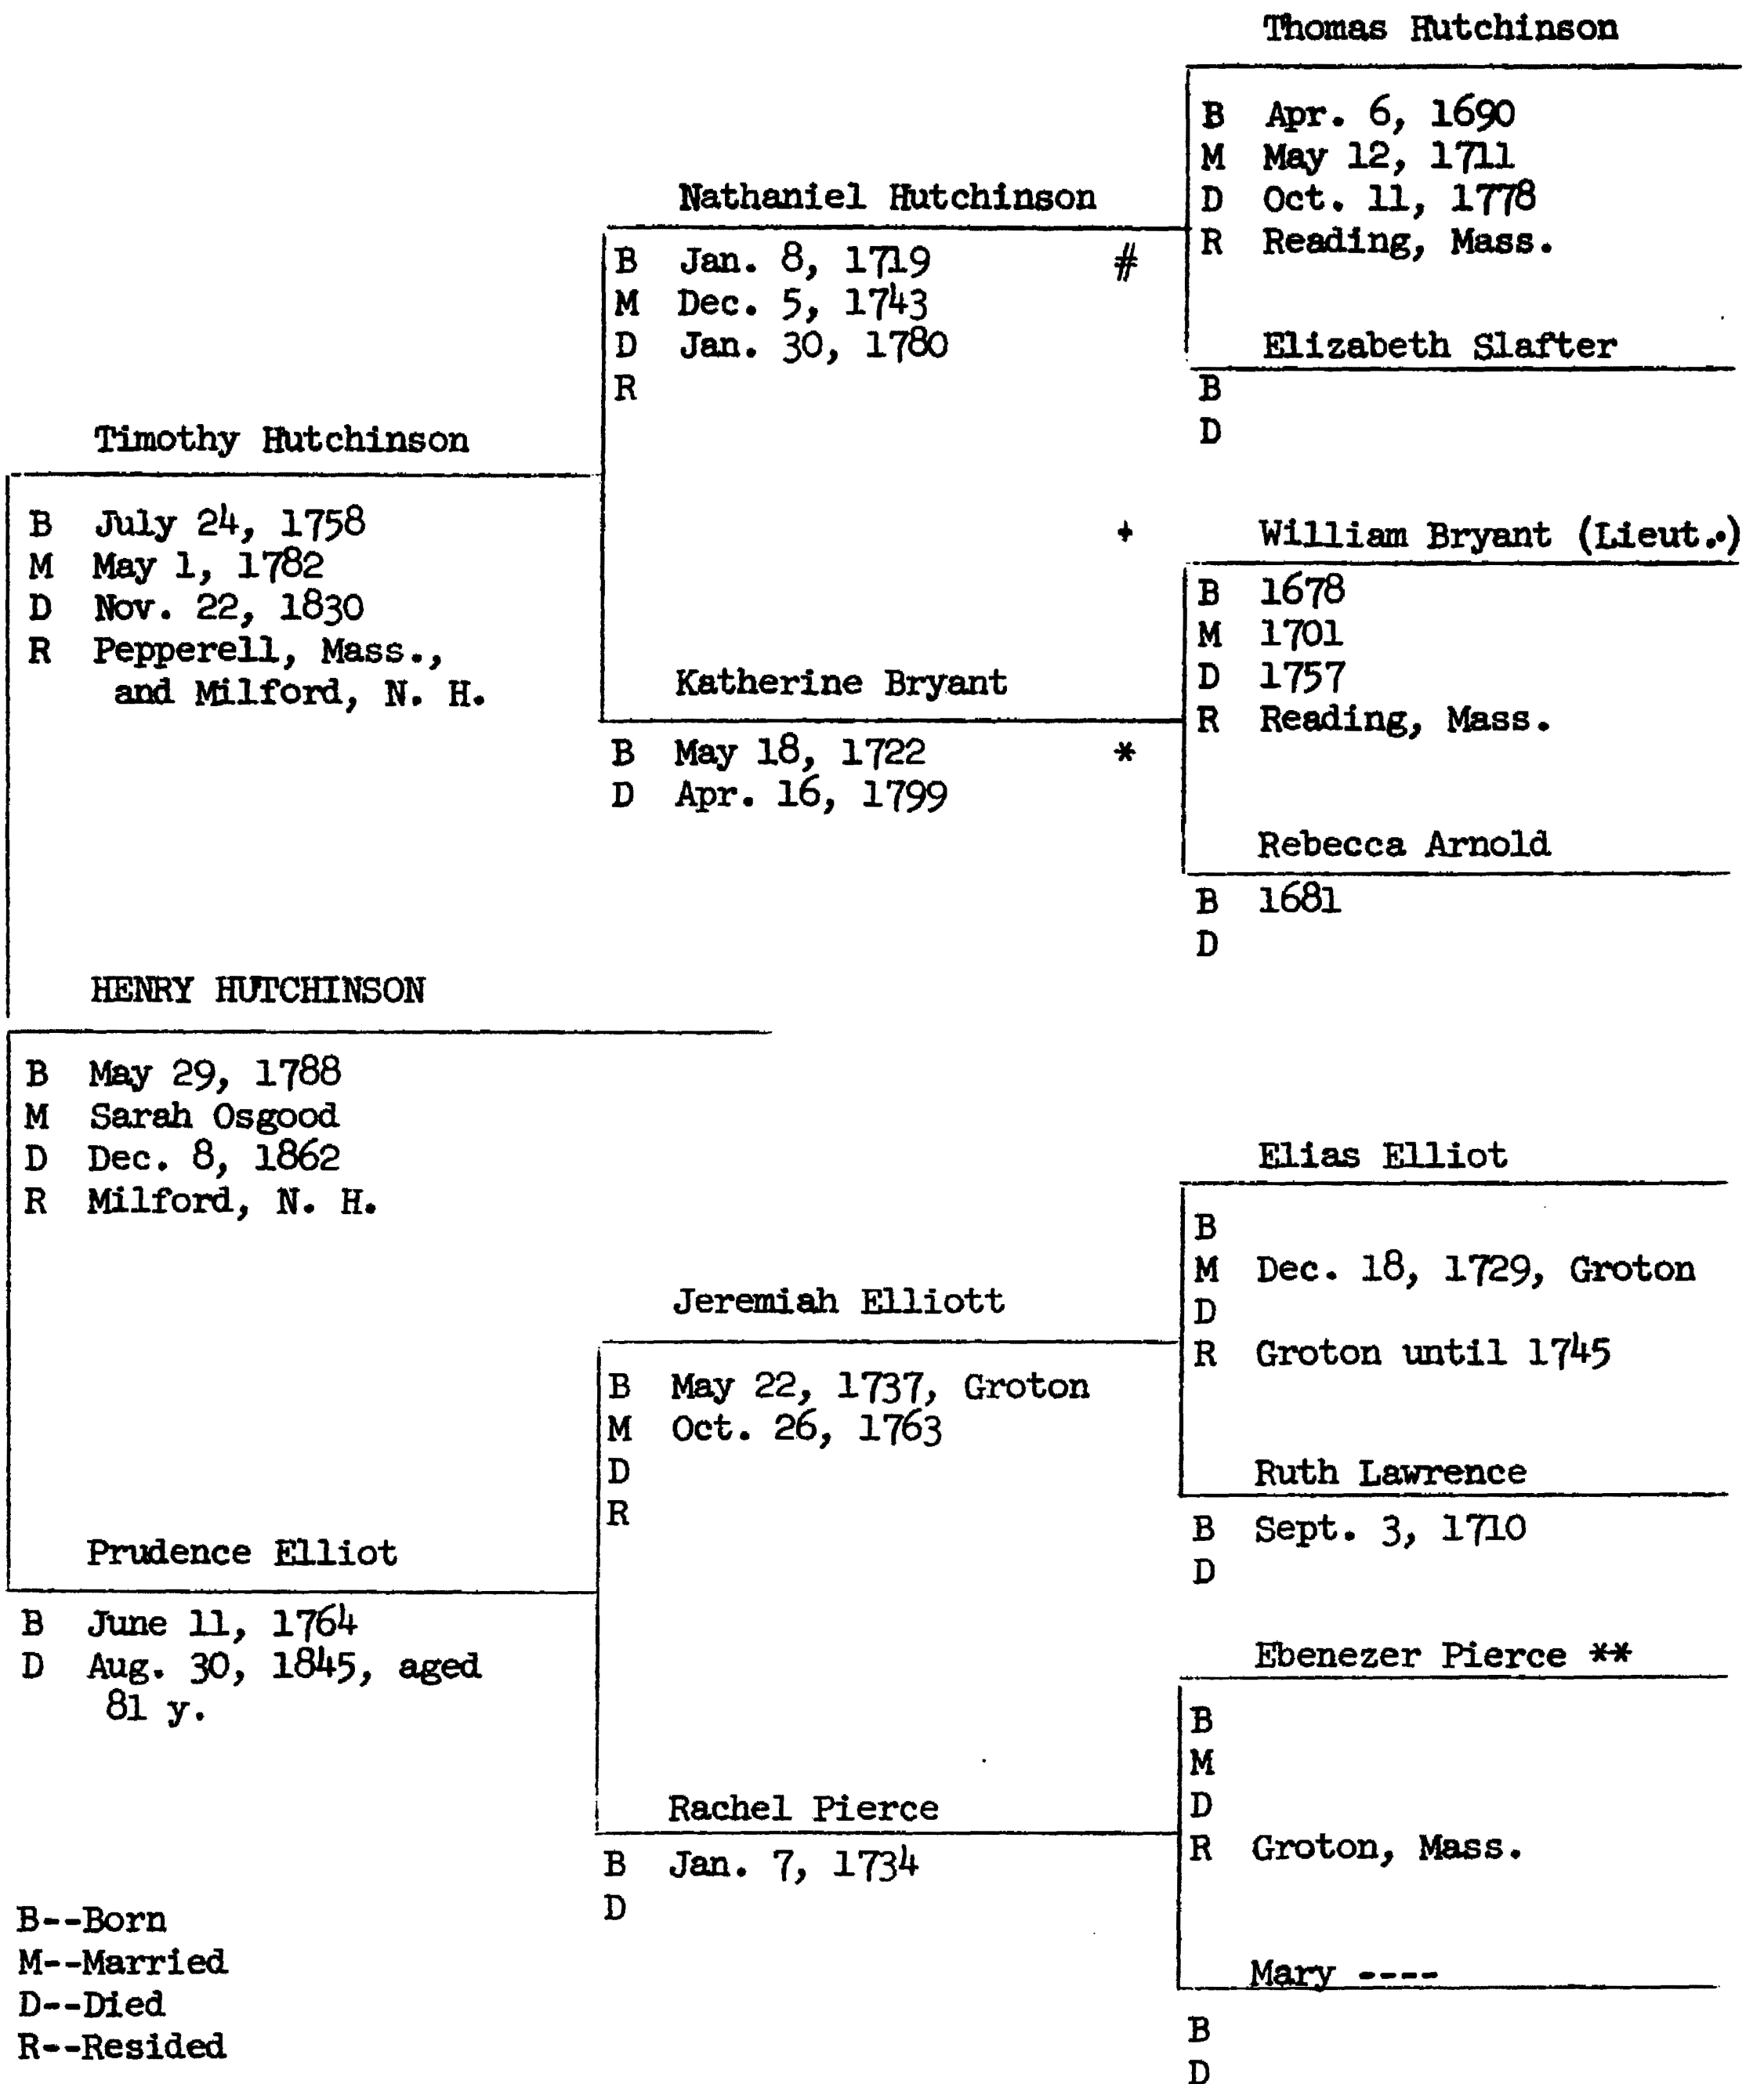 Thomas Hutchinson
B Apr. 6, 1690
M May 12, 1711
D Oct. 11, 1778
R Reading, Mass.
Nathaniel Hutchinson
B Jan. 8, 1719 #
M Dec. 5, 1743
D Jan. 30, 1780
R
Elizabeth Slafter
B
D
Timothy Hutchinson
B July 24, 1758
M May 1, 1782
D Nov. 22, 1830
R Pepperell, Mass.,
and Milford, N. H.
+ William Bryant (Lieut.)
B 1678
M 1701
D 1757
R Reading, Mass.
Katherine Bryant
B May 18, 1722 *
D Apr. 16, 1799
Rebecca Arnold
B 1681
D
HENRY HUTCHINSON
B May 29, 1788
M Sarah Osgood
D Dec. 8, 1862
R Milford, N. H.
Elias Elliot
B
M Dec. 18, 1729, Groton
D
R Groton until 1745
Jeremiah Elliott
B May 22, 1737, Groton
M Oct. 26, 1763
D
R
Ruth Lawrence
B Sept. 3, 1710
D
Prudence Elliot
B June 11, 1764
D Aug. 30, 1845, aged
81 y.
Ebenezer Pierce **
B
M
D
R Groton, Mass.
Rachel Pierce
B Jan. 7, 1734
D
Mary ----
B
D
B--Born
M--Married
D--Died
R--Resided